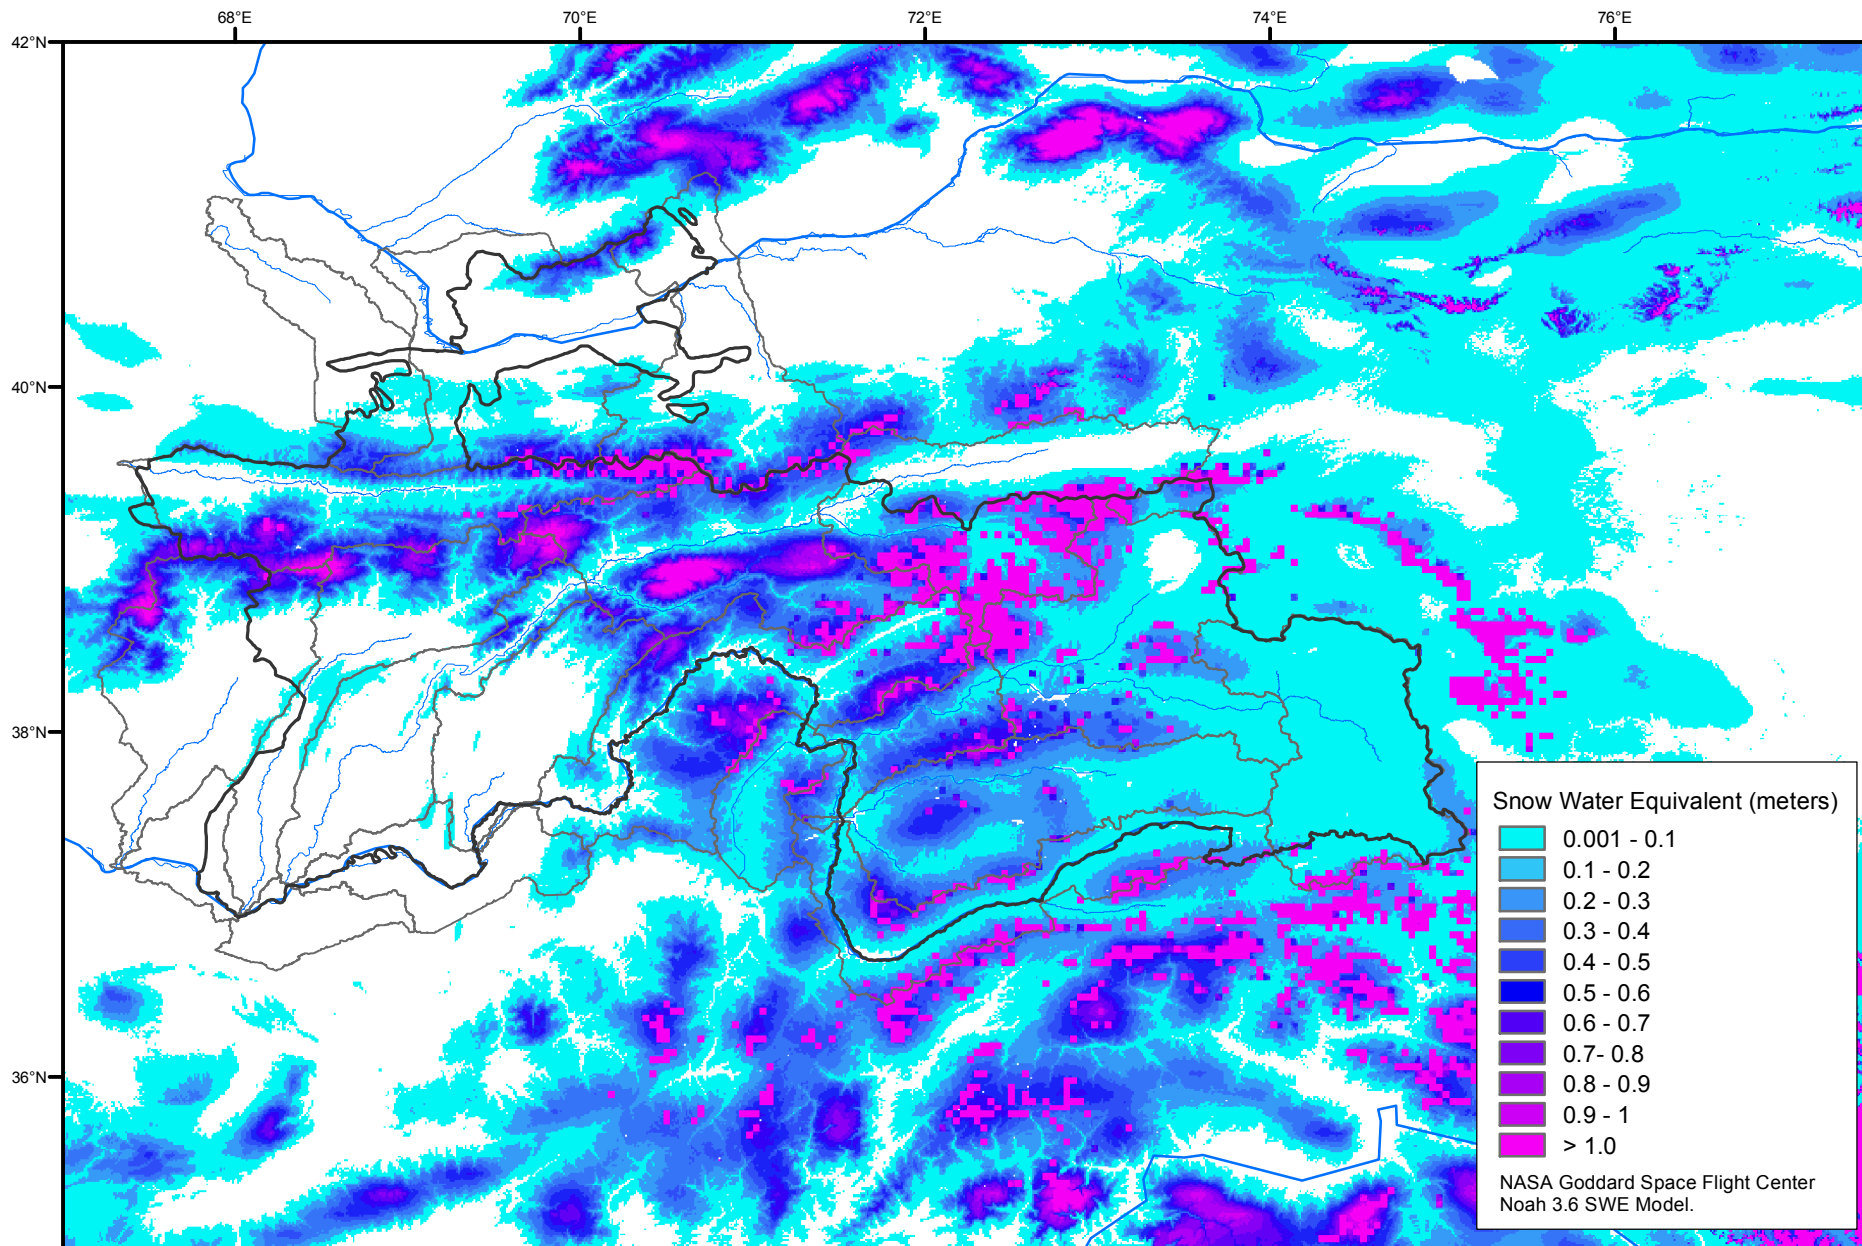 68°E
70°E
72°E
74°E
76°E
42°N
40°N
38°N
36°N
Snow Water Equivalent (meters)
0.001 - 0.1
0.1 - 0.2
0.2 - 0.3
0.3 - 0.4
0.4 - 0.5
0.5 - 0.6
0.6 - 0.7
0.7- 0.8
0.8 - 0.9
0.9 - 1
> 1.0
NASA Goddard Space Flight Center
Noah 3.6 SWE Model.